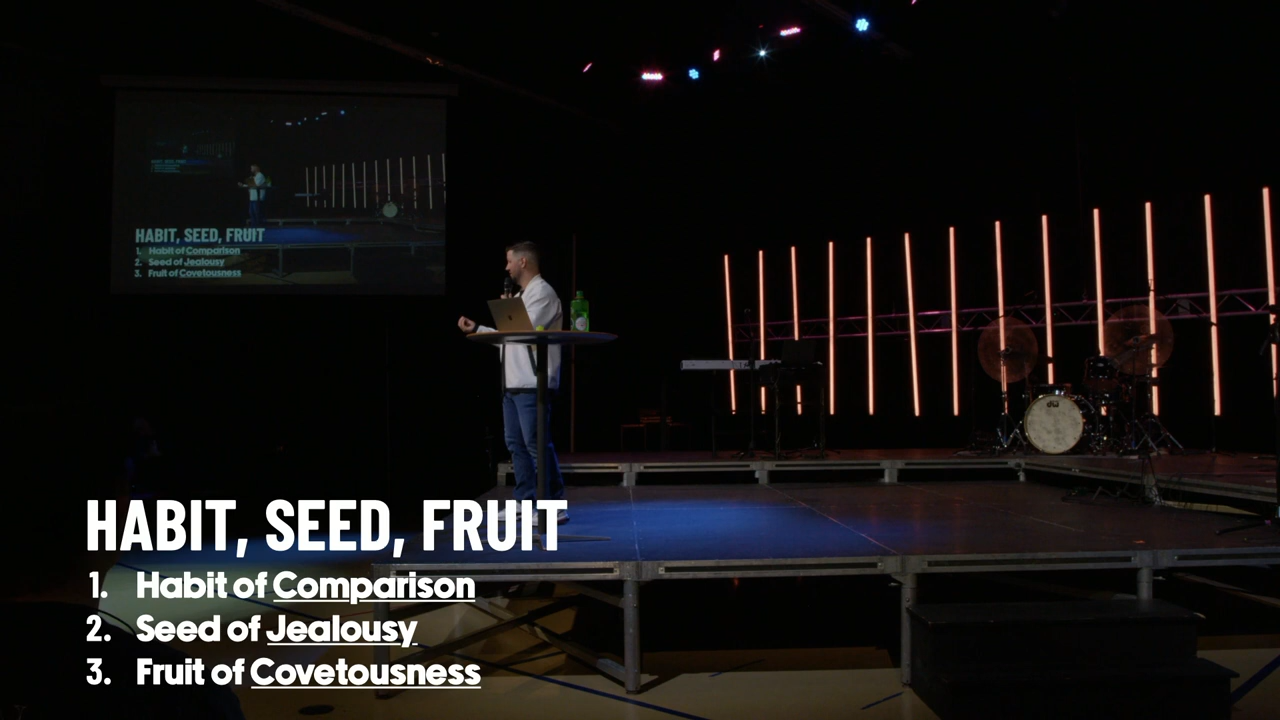 HABIT, SEED, FRUIT
1. Habit of Comparison
2. Seed of Jealousy
3. Fruit of Covetousness
HABIT, SEED, FRUIT
1. Habit of Comparison
2. Seed of Jealousy
3. Fruit of Covetousness